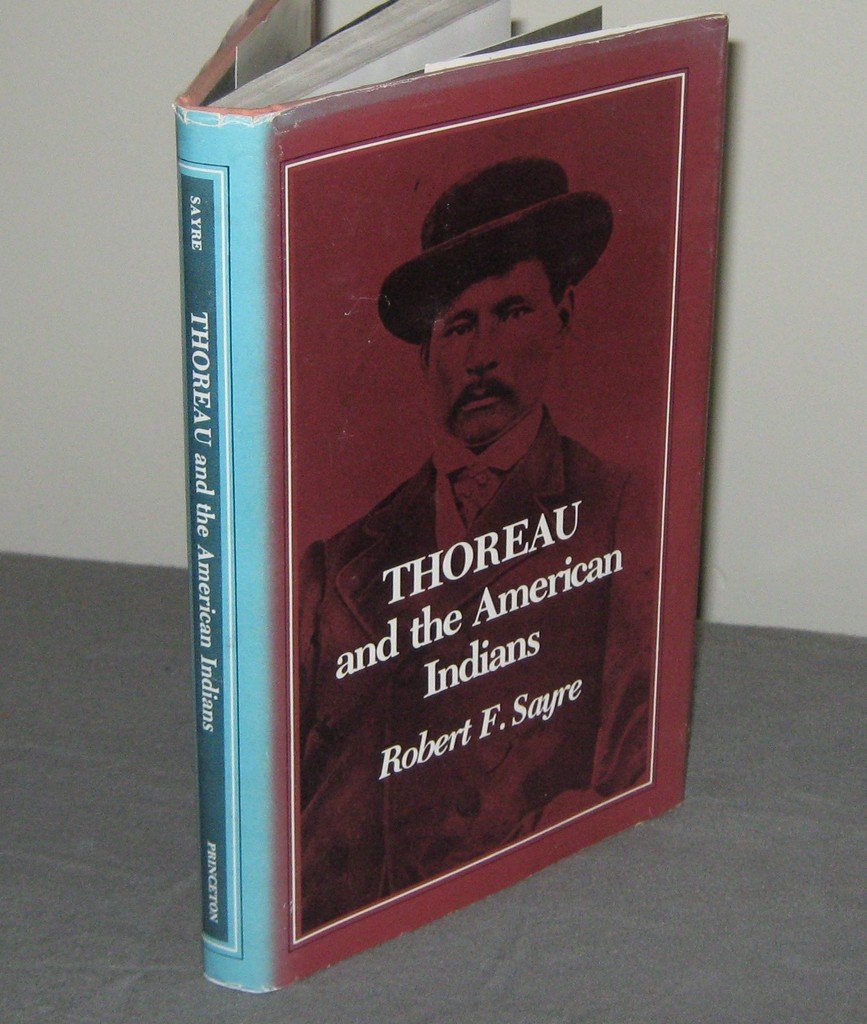 SAYRE
THOREAU and the American Indians
PRINCETON
THOREAU
and the American
Indians
Robert F. Sayre